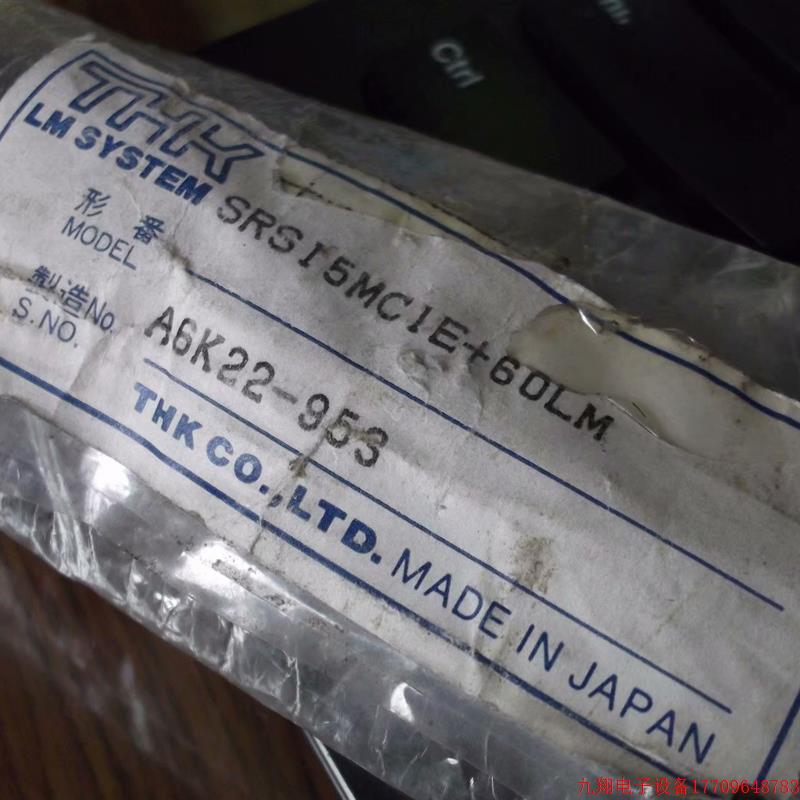 Ctrl
THK
LM SYSTEM
形番 SRS15MC1E+60LM
MODEL
製造No. A6K22-953
S.NO.
THK CO.,LTD. MADE IN JAPAN
九翔电子设备17709648783